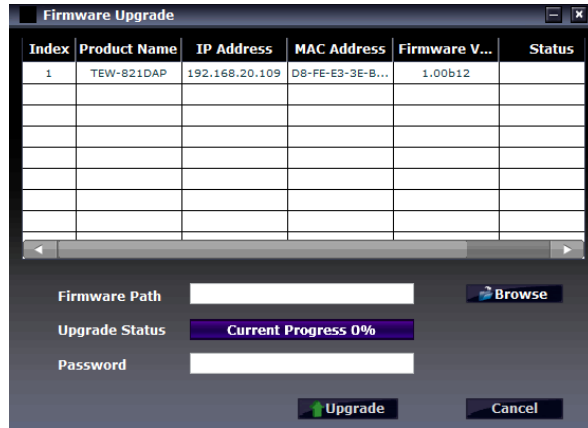 Firmware Upgrade
Index Product Name IP Address MAC Address Firmware V... Status
1 TEW-821DAP 192.168.20.109 D8-FE-E3-3E-B... 1.00b12
Firmware Path Browse
Upgrade Status Current Progress 0%
Password
Upgrade Cancel